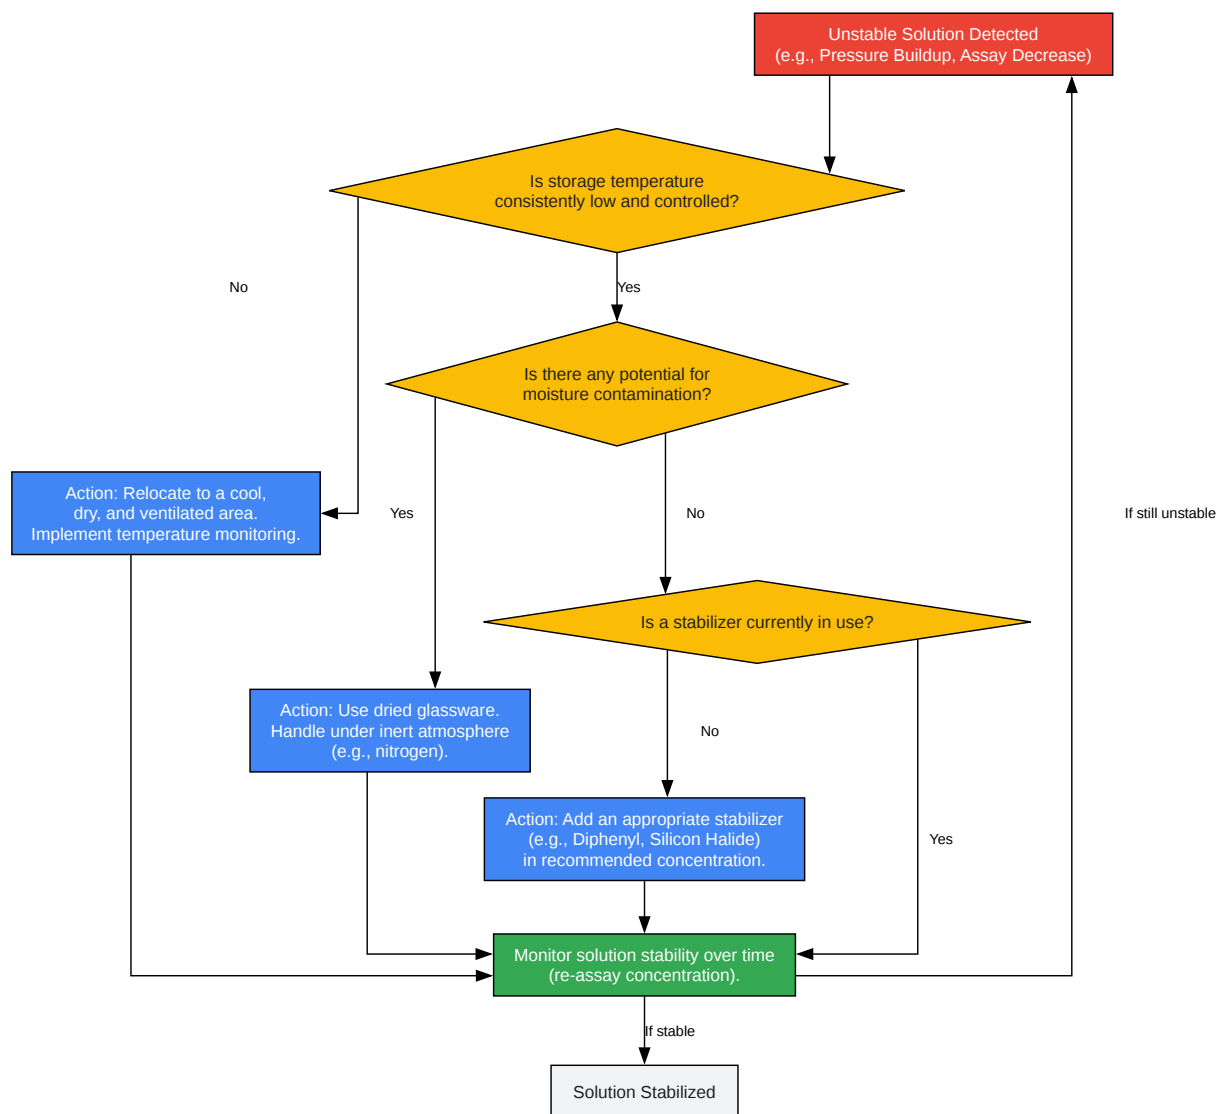 Unstable Solution Detected
(e.g., Pressure Buildup, Assay Decrease)
Is storage temperature
consistently low and controlled?
No
Yes
Is there any potential for
moisture contamination?
Action: Relocate to a cool,
dry, and ventilated area.
Implement temperature monitoring.
Yes
No
If still unstable
Is a stabilizer currently in use?
Action: Use dried glassware.
Handle under inert atmosphere
(e.g., nitrogen).
No
Action: Add an appropriate stabilizer
(e.g., Diphenyl, Silicon Halide)
in recommended concentration.
Yes
Monitor solution stability over time
(re-assay concentration).
If stable
Solution Stabilized